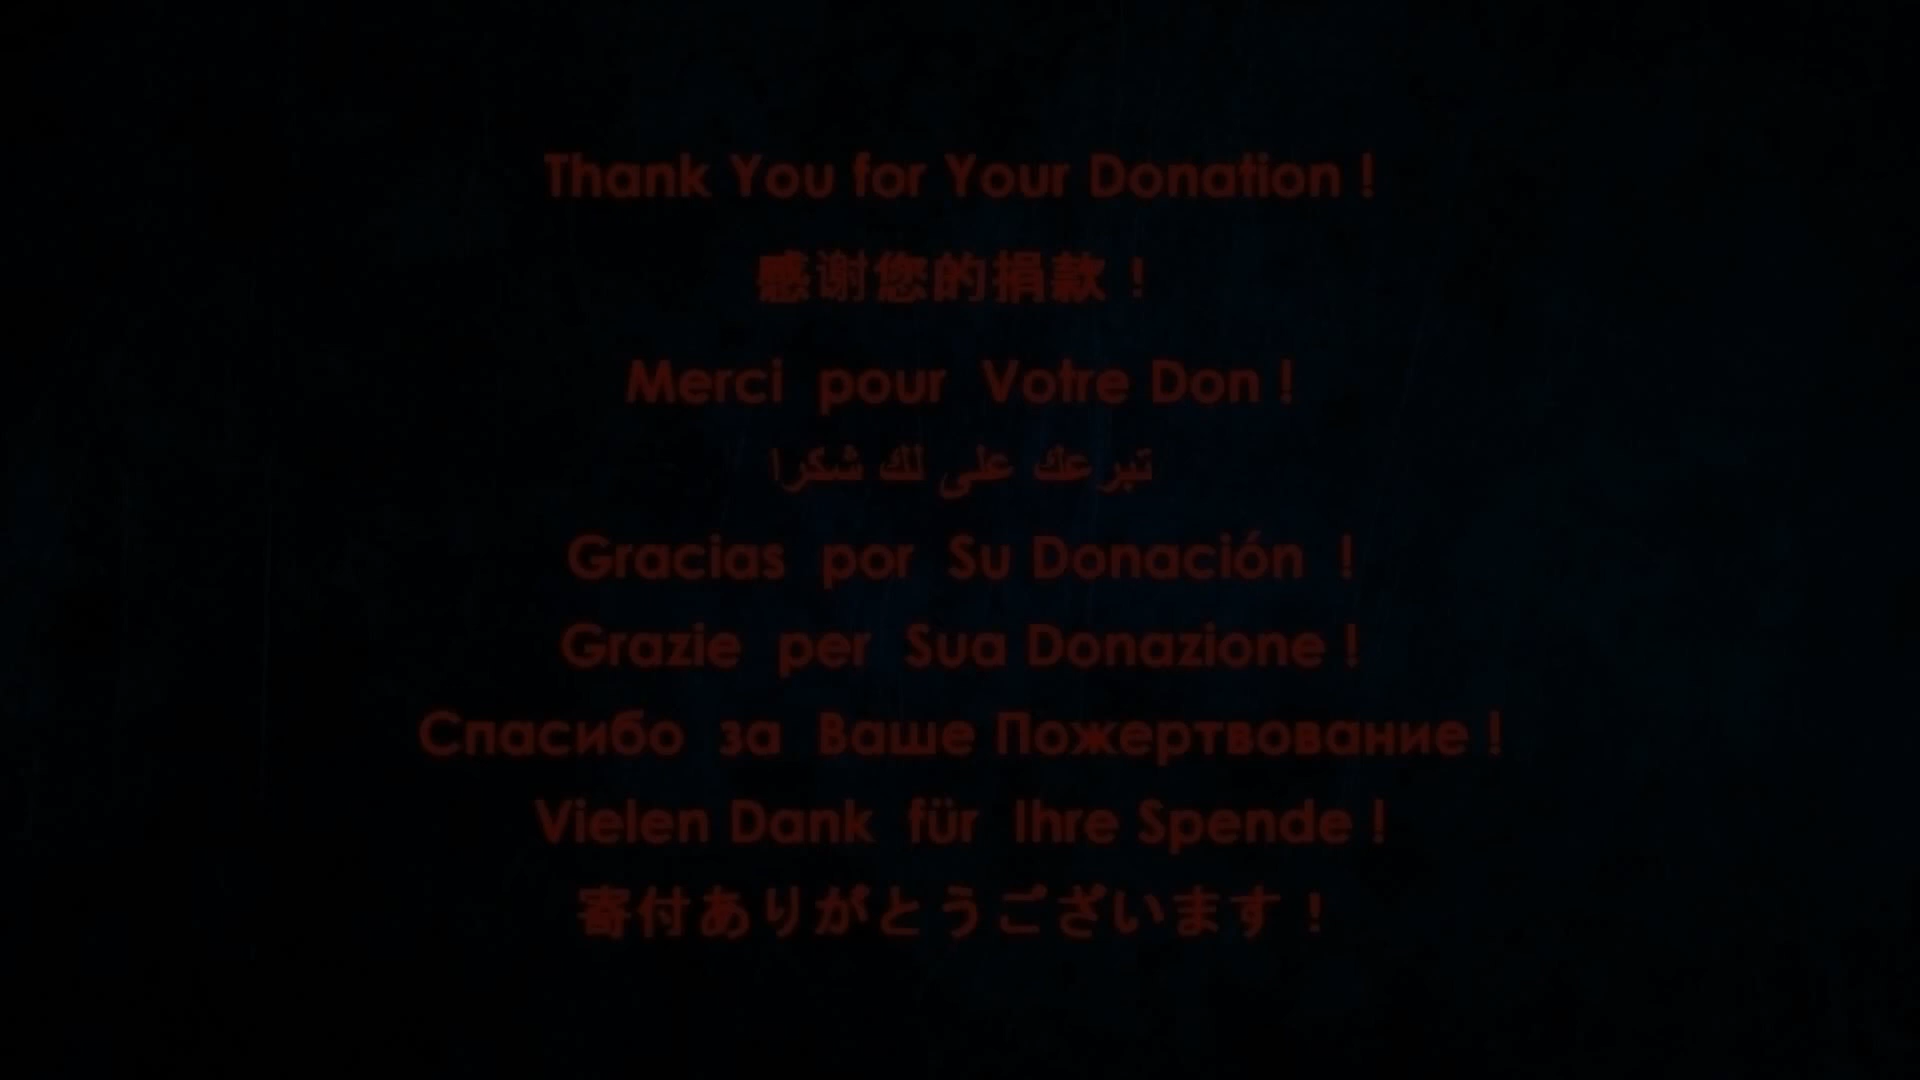 Thank You for Your Donation !
感谢您的捐款！
Merci pour Votre Don !
تبرعك على لك شكرا
Gracias por Su Donación !
Grazie per Sua Donazione !
Спасибо за Ваше Пожертвование !
Vielen Dank für Ihre Spende !
寄付ありがとうございます！